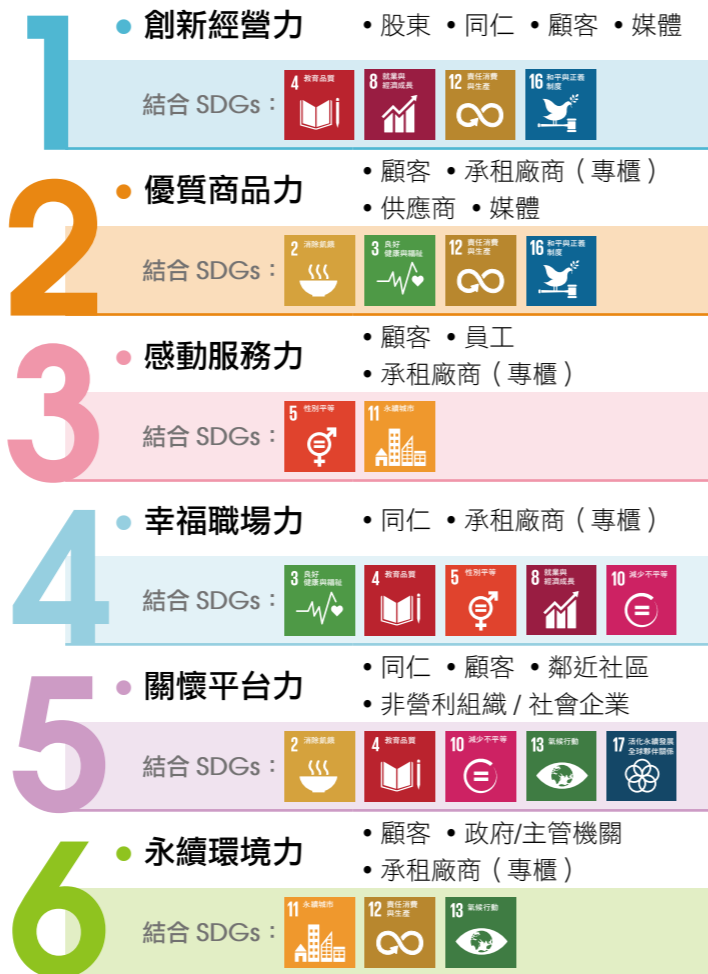 1
• 創新經營力
• 股東 • 同仁 • 顧客 • 媒體
結合 SDGs：
4 教育品質
8 就業與
經濟成長
12 責任消費
與生產
16 和平與正義
制度
2
• 優質商品力
• 顧客 • 承租廠商（專櫃）
• 供應商 • 媒體
結合 SDGs：
2 消除飢餓
3 良好
健康與福祉
12 責任消費
與生產
16 和平與正義
制度
3
• 感動服務力
• 顧客 • 員工
• 承租廠商（專櫃）
結合 SDGs：
5 性別平等
11 永續城市
4
• 幸福職場力
• 同仁 • 承租廠商（專櫃）
結合 SDGs：
3 良好
健康與福祉
4 教育品質
5 性別平等
8 就業與
經濟成長
10 減少不平等
5
• 關懷平台力
• 同仁 • 顧客 • 鄰近社區
• 非營利組織 / 社會企業
結合 SDGs：
2 消除飢餓
4 教育品質
10 減少不平等
13 氣候行動
17 活化永續發展
全球夥伴關係
6
• 永續環境力
• 顧客 • 政府/主管機關
• 承租廠商（專櫃）
結合 SDGs：
11 永續城市
12 責任消費
與生產
13 氣候行動